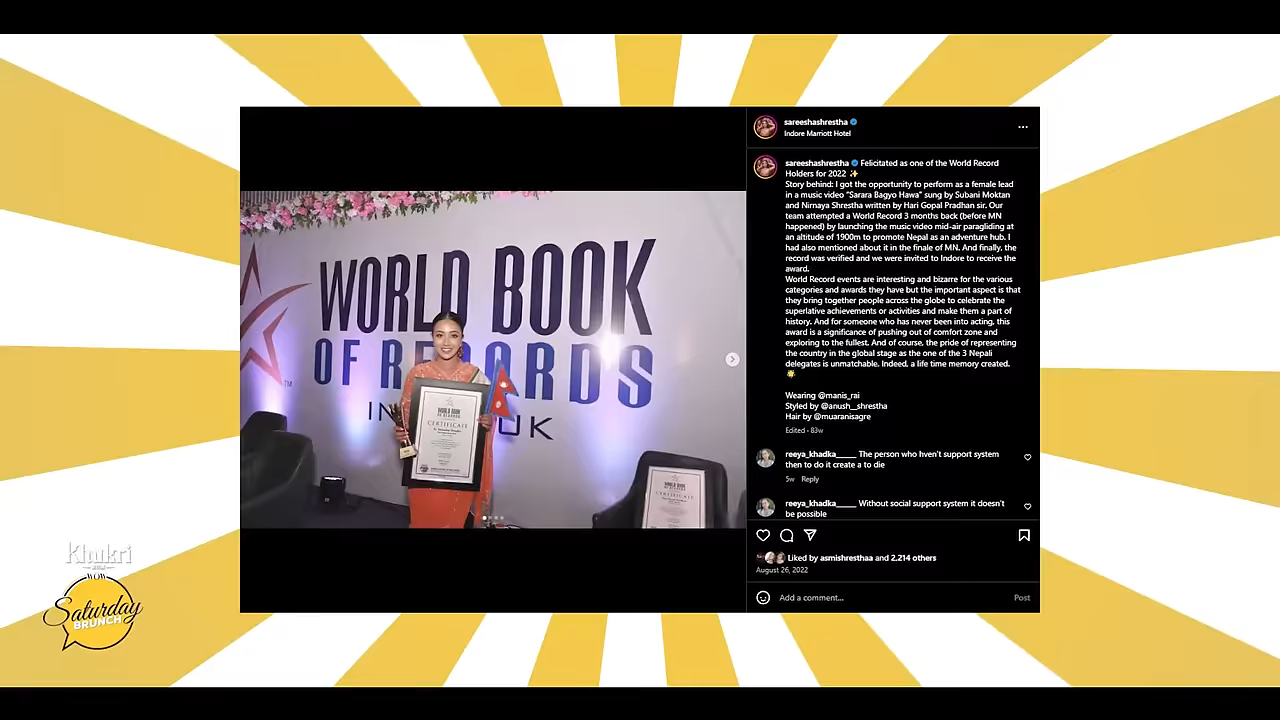 WORLD BOOK
OF RECORDS
UK
WORLD BOOK
OF RECORDS
CERTIFICATE
WORLD BOOK
OF RECORDS
CERTIFICATE
TM
sareeshashrestha
Indore Marriott Hotel
sareeshashrestha Felicitated as one of the World Record
Holders for 2022 ✨
Story behind: I got the opportunity to perform as a female lead
in a music video "Sarara Bagyo Hawa" sung by Subani Moktan
and Nirnaya Shrestha written by Hari Gopal Pradhan sir. Our
team attempted a World Record 3 months back (before MN
happened) by launching the music video mid-air paragliding at
an altitude of 1900m to promote Nepal as an adventure hub. I
had also mentioned about it in the finale of MN. And finally, the
record was verified and we were invited to Indore to receive the
award.
World Record events are interesting and bizarre for the various
categories and awards they have but the important aspect is that
they bring together people across the globe to celebrate the
superlative achievements or activities and make them a part of
history. And for someone who has never been into acting, this
award is a significance of pushing out of comfort zone and
exploring to the fullest. And of course, the pride of representing
the country in the global stage as the one of the 3 Nepali
delegates is unmatchable. Indeed, a life time memory created.
🌟
Wearing @manis_rai
Styled by @anush__shrestha
Hair by @muaranisagre
Edited · 83w
reeya_khadka_____ The person who hven't support system
then to do it create a to die
5w Reply
reeya_khadka_____ Without social support system it doesn't
be possible
Liked by asmishresthaa and 2,214 others
August 26, 2022
Add a comment... Post
Khukri
WOW
Saturday
BRUNCH